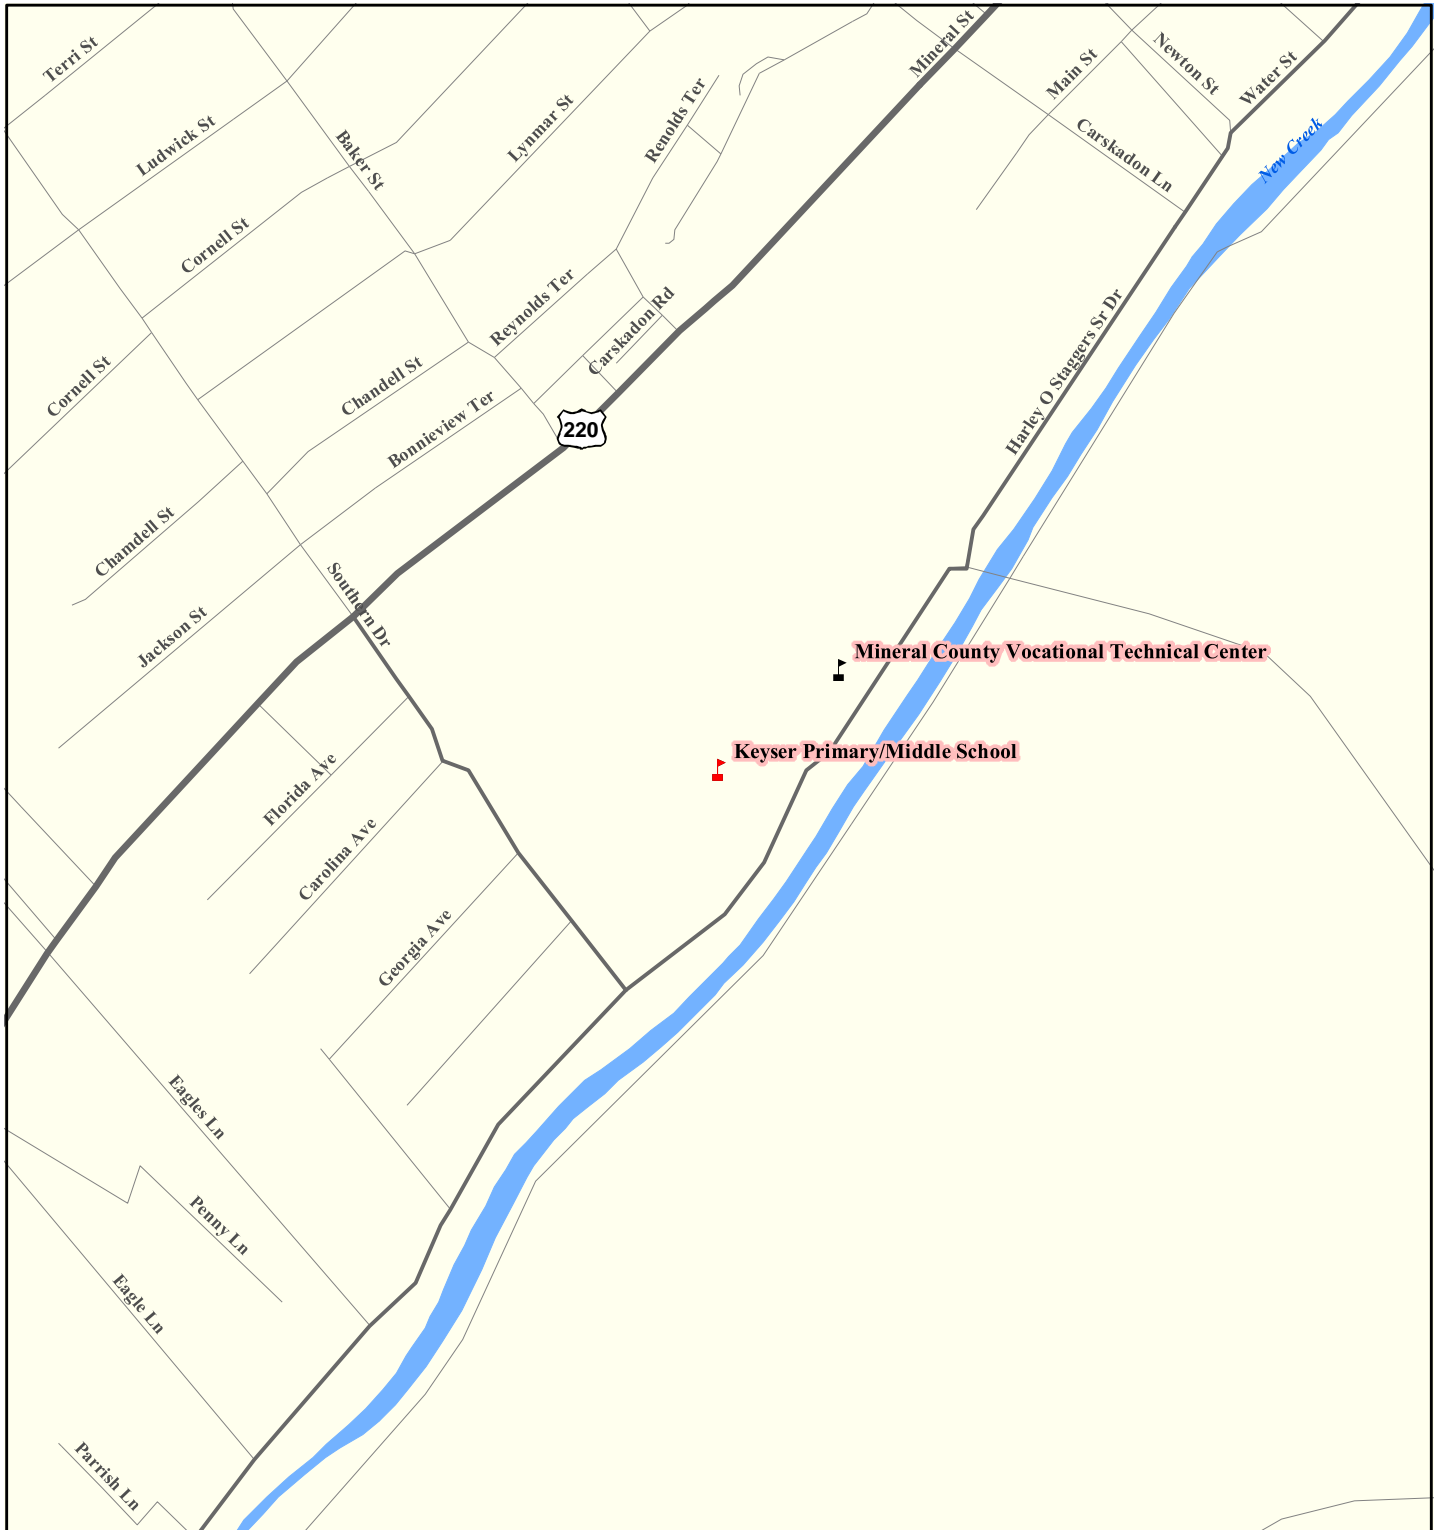 Terri St
Mineral St
Newton St
Main St
Water St
Ludwick St
Baker St
Lynmar St
Renolds Ter
Carskadon Ln
New Creek
Cornell St
Reynolds Ter
Carskadon Rd
Harley O Staggers Sr Dr
Cornell St
Chandell St
Bonnieview Ter
220
Chamdell St
Southern Dr
Jackson St
Mineral County Vocational Technical Center
Keyser Primary/Middle School
Florida Ave
Carolina Ave
Georgia Ave
Eagles Ln
Penny Ln
Eagle Ln
Parrish Ln